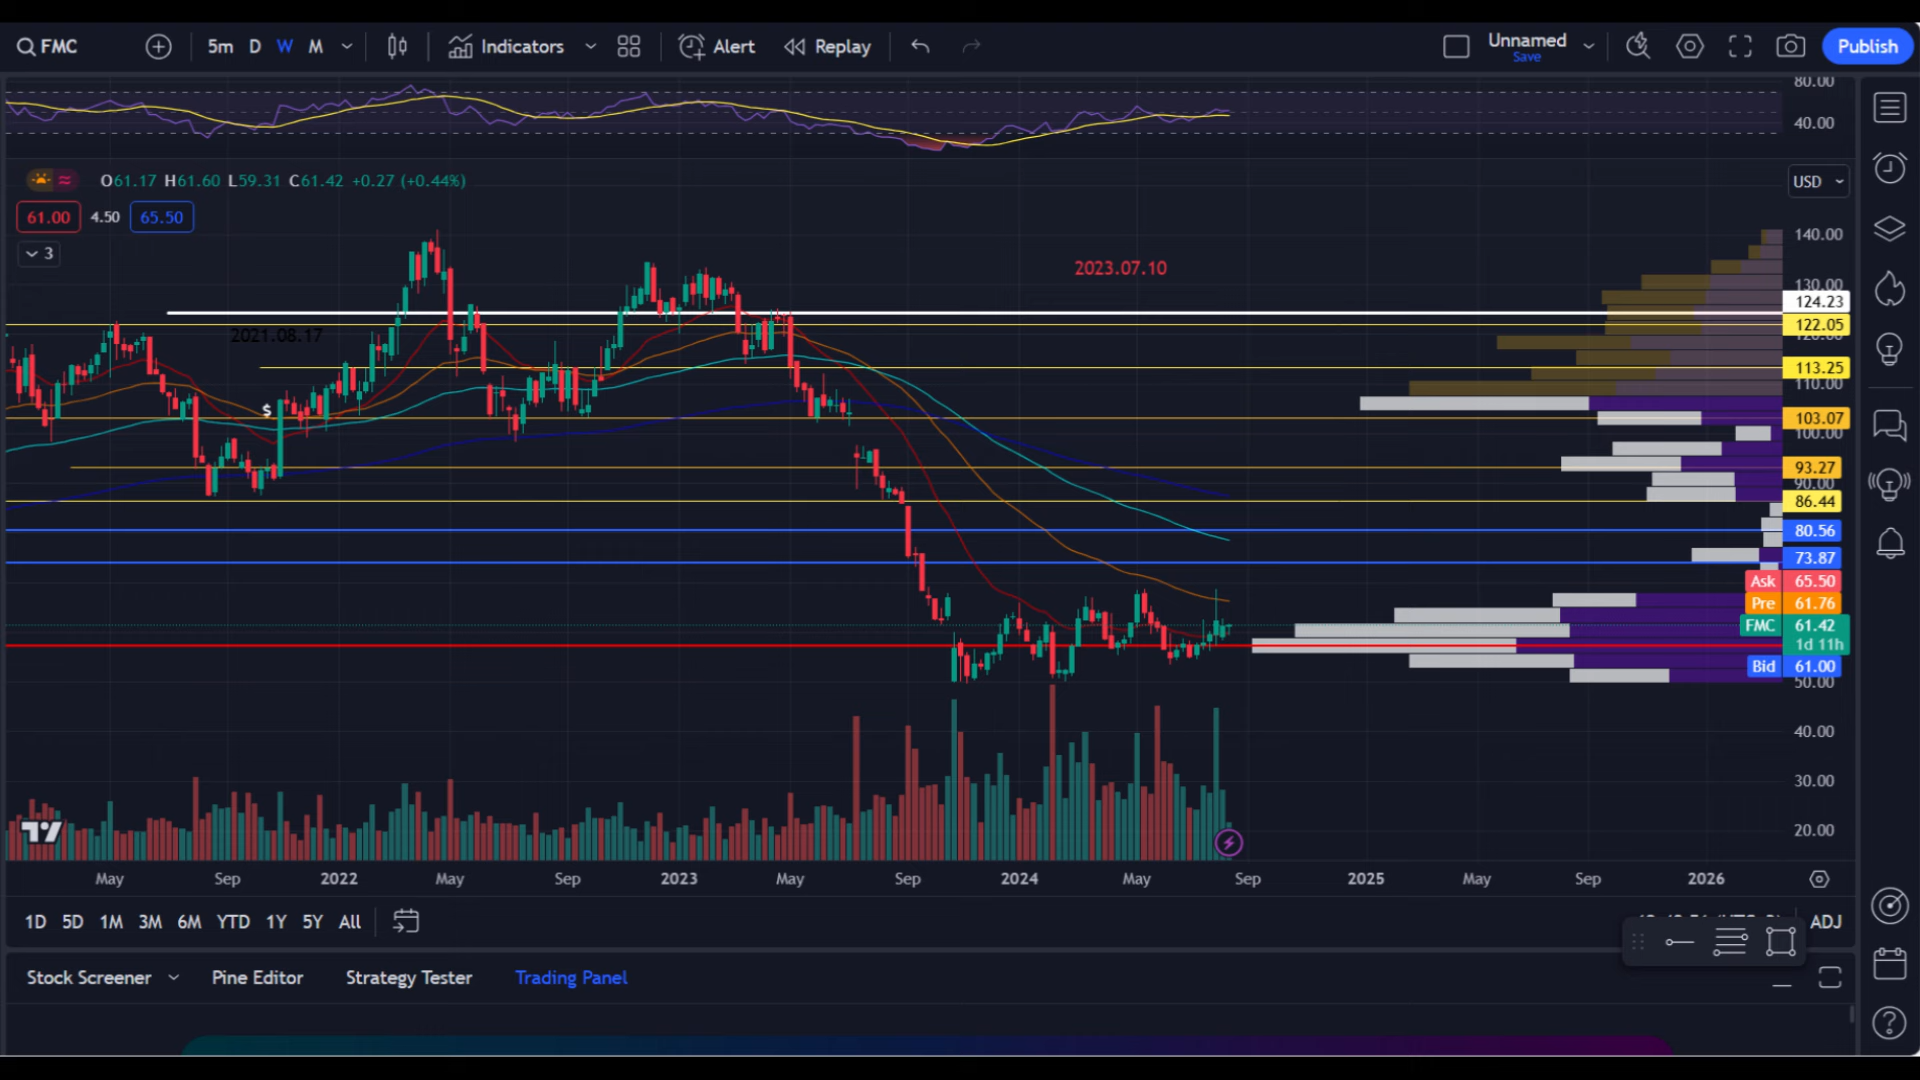 FMC
5m D W M
Indicators
Alert
Replay
Unnamed
Save
Publish
80.00
40.00
O61.17 H61.60 L59.31 C61.42 +0.27 (+0.44%)
USD
61.00 4.50 65.50
3
140.00
2023.07.10
130.00
124.23
122.05
2021.08.17
113.25
110.00
$
103.07
100.00
93.27
90.00
86.44
80.56
73.87
Ask 65.50
Pre 61.76
FMC 61.42
1d 11h
Bid 61.00
50.00
40.00
30.00
20.00
May Sep 2022 May Sep 2023 May Sep 2024 May Sep 2025 May Sep 2026
1D 5D 1M 3M 6M YTD 1Y 5Y All
ADJ
Stock Screener Pine Editor Strategy Tester Trading Panel